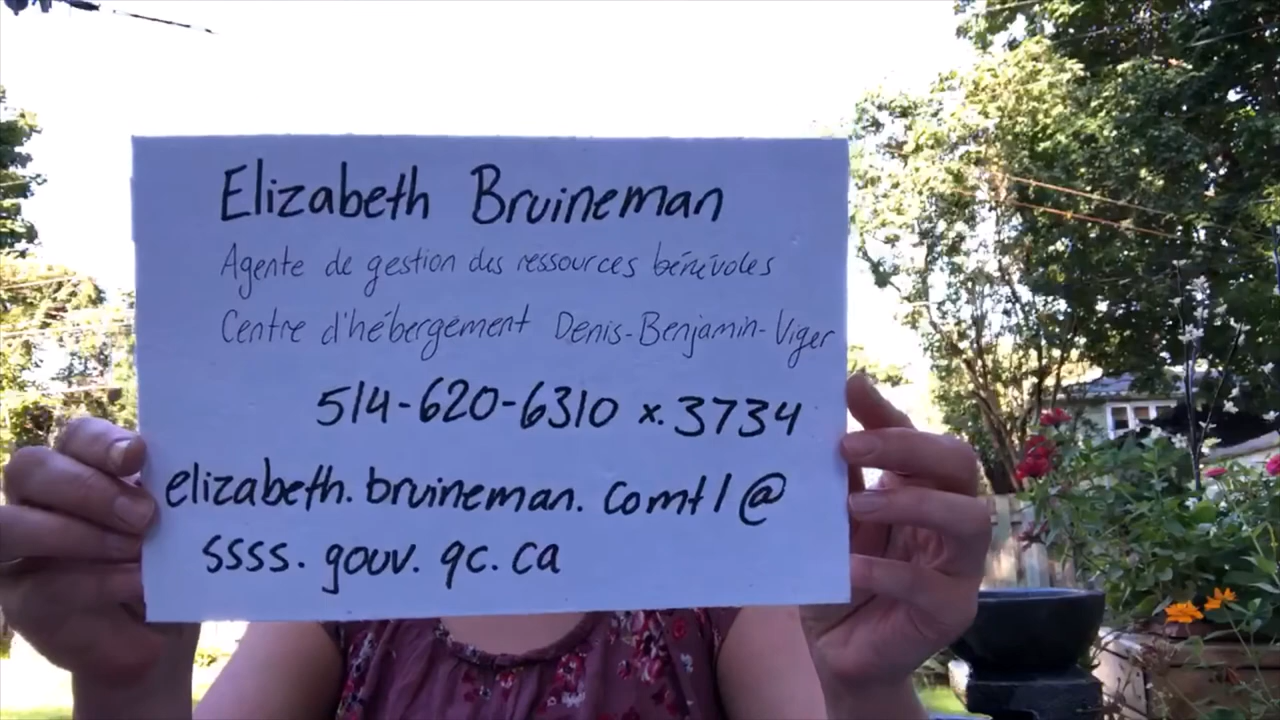 Elizabeth Bruineman
Agente de gestion des ressources bénévoles
Centre d'hébergement Denis-Benjamin-Viger
514-620-6310 x.3734
elizabeth.bruineman.comtl@
ssss.gouv.qc.ca